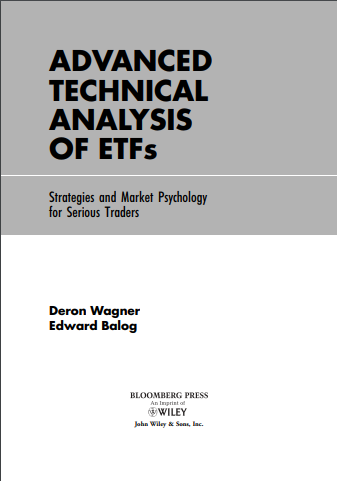 ADVANCED
TECHNICAL
ANALYSIS
OF ETFs
Strategies and Market Psychology
for Serious Traders
Deron Wagner
Edward Balog
BLOOMBERG PRESS
An Imprint of
WILEY
John Wiley & Sons, Inc.